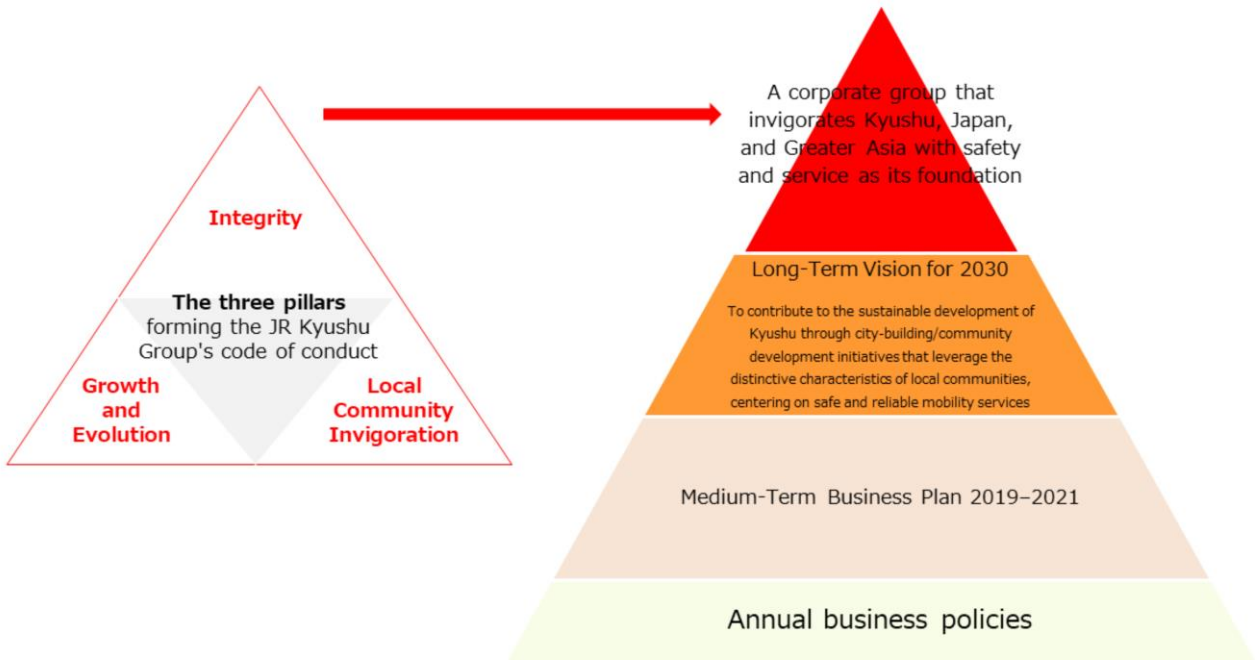 Integrity
The three pillars
forming the JR Kyushu
Group's code of conduct
Growth
and
Evolution
Local
Community
Invigoration
A corporate group that
invigorates Kyushu, Japan,
and Greater Asia with safety
and service as its foundation
Long-Term Vision for 2030
To contribute to the sustainable development of
Kyushu through city-building/community
development initiatives that leverage the
distinctive characteristics of local communities,
centering on safe and reliable mobility services
Medium-Term Business Plan 2019–2021
Annual business policies